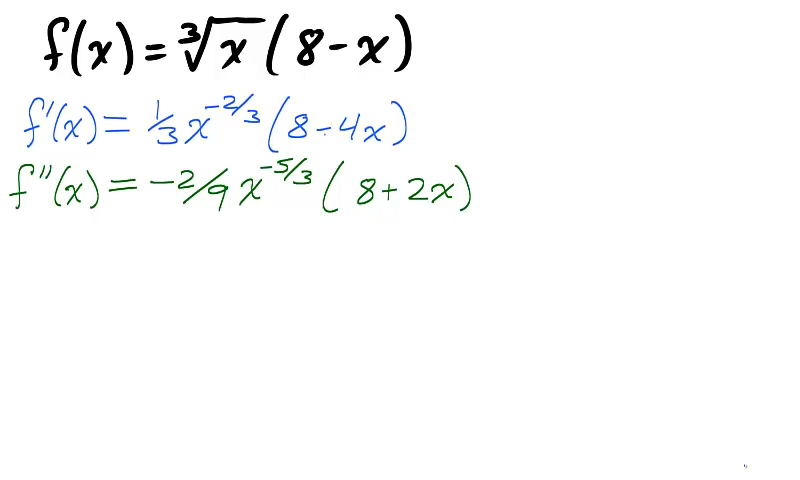 f(x) = ∛x (8 - x)
f'(x) = 1/3 x^{-2/3} (8 - 4x)
f''(x) = -2/9 x^{-5/3} (8 + 2x)